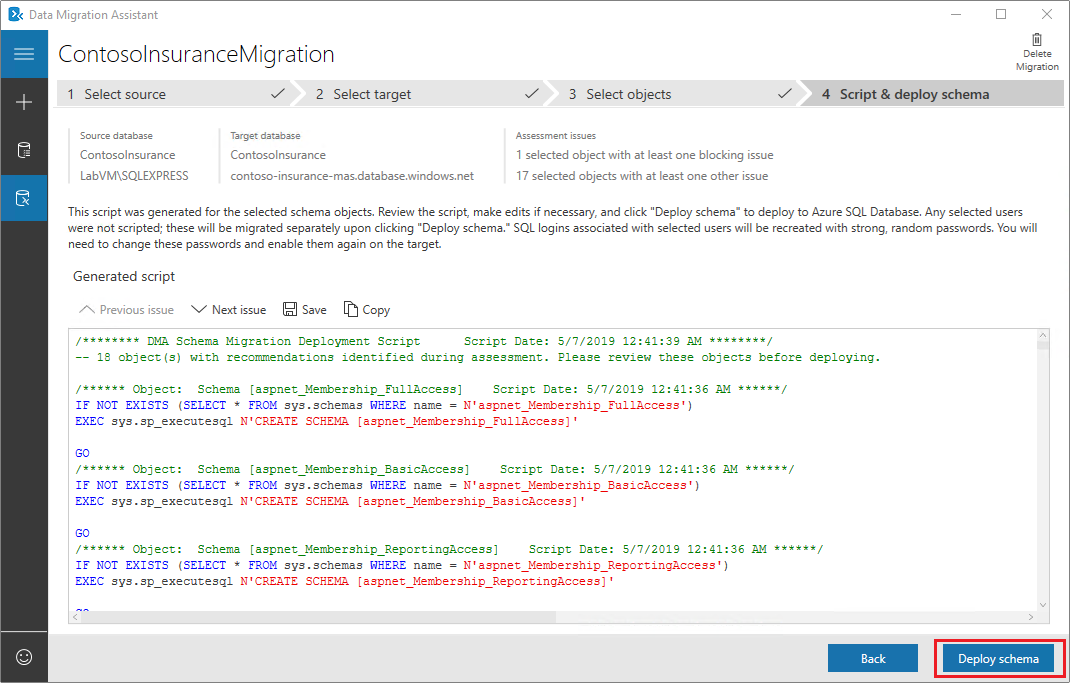 Data Migration Assistant
ContosoInsuranceMigration
Delete
Migration
1 Select source
2 Select target
3 Select objects
4 Script & deploy schema
Source database
ContosoInsurance
LabVM\SQLEXPRESS
Target database
ContosoInsurance
contoso-insurance-mas.database.windows.net
Assessment issues
1 selected object with at least one blocking issue
17 selected objects with at least one other issue
This script was generated for the selected schema objects. Review the script, make edits if necessary, and click "Deploy schema" to deploy to Azure SQL Database. Any selected users
were not scripted; these will be migrated separately upon clicking "Deploy schema." SQL logins associated with selected users will be recreated with strong, random passwords. You will
need to change these passwords and enable them again on the target.
Generated script
Previous issue
Next issue
Save
Copy
/******** DMA Schema Migration Deployment Script      Script Date: 5/7/2019 12:41:39 AM ********/
-- 18 object(s) with recommendations identified during assessment. Please review these objects before deploying.
/****** Object:  Schema [aspnet_Membership_FullAccess]    Script Date: 5/7/2019 12:41:36 AM ******/
IF NOT EXISTS (SELECT * FROM sys.schemas WHERE name = N'aspnet_Membership_FullAccess')
EXEC sys.sp_executesql N'CREATE SCHEMA [aspnet_Membership_FullAccess]'
GO
/****** Object:  Schema [aspnet_Membership_BasicAccess]    Script Date: 5/7/2019 12:41:36 AM ******/
IF NOT EXISTS (SELECT * FROM sys.schemas WHERE name = N'aspnet_Membership_BasicAccess')
EXEC sys.sp_executesql N'CREATE SCHEMA [aspnet_Membership_BasicAccess]'
GO
/****** Object:  Schema [aspnet_Membership_ReportingAccess]    Script Date: 5/7/2019 12:41:36 AM ******/
IF NOT EXISTS (SELECT * FROM sys.schemas WHERE name = N'aspnet_Membership_ReportingAccess')
EXEC sys.sp_executesql N'CREATE SCHEMA [aspnet_Membership_ReportingAccess]'
Back
Deploy schema